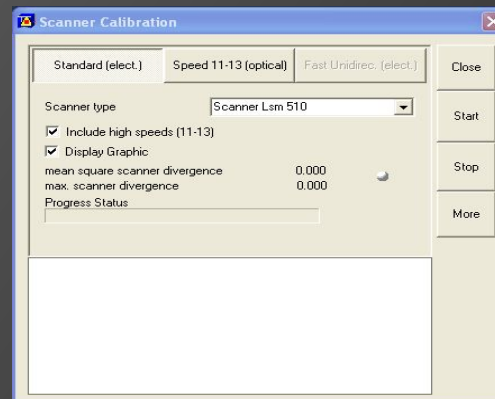 Scanner Calibration
Standard (elect.) Speed 11-13 (optical) Fast Unidirec. (elect.)
Close
Scanner type Scanner Lsm 510
Start
Include high speeds (11-13)
Display Graphic
mean square scanner divergence 0.000
Stop
max. scanner divergence 0.000
Progress Status
More